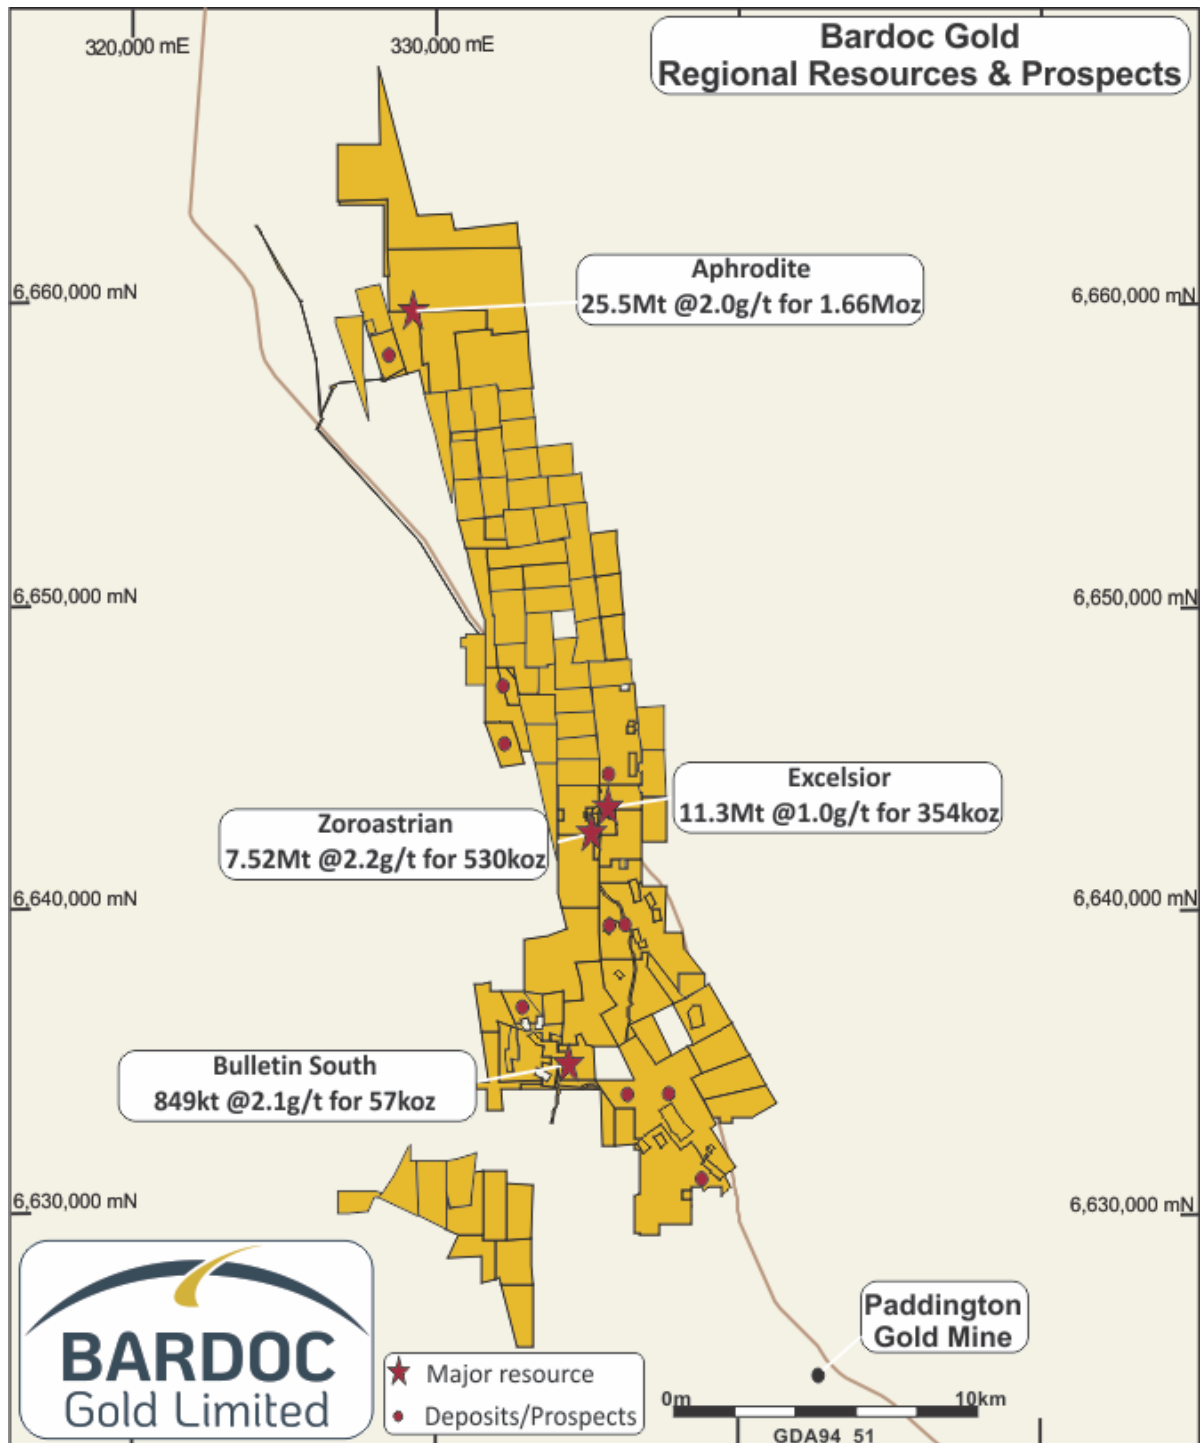 320,000 mE
330,000 mE
Bardoc Gold
Regional Resources & Prospects
Aphrodite
25.5Mt @2.0g/t for 1.66Moz
6,660,000 mN
6,660,000 mN
6,650,000 mN
6,650,000 mN
Excelsior
11.3Mt @1.0g/t for 354koz
Zoroastrian
7.52Mt @2.2g/t for 530koz
6,640,000 mN
6,640,000 mN
Bulletin South
849kt @2.1g/t for 57koz
6,630,000 mN
6,630,000 mN
BARDOC
Gold Limited
Major resource
Deposits/Prospects
Paddington
Gold Mine
0m
10km
GDA94_51